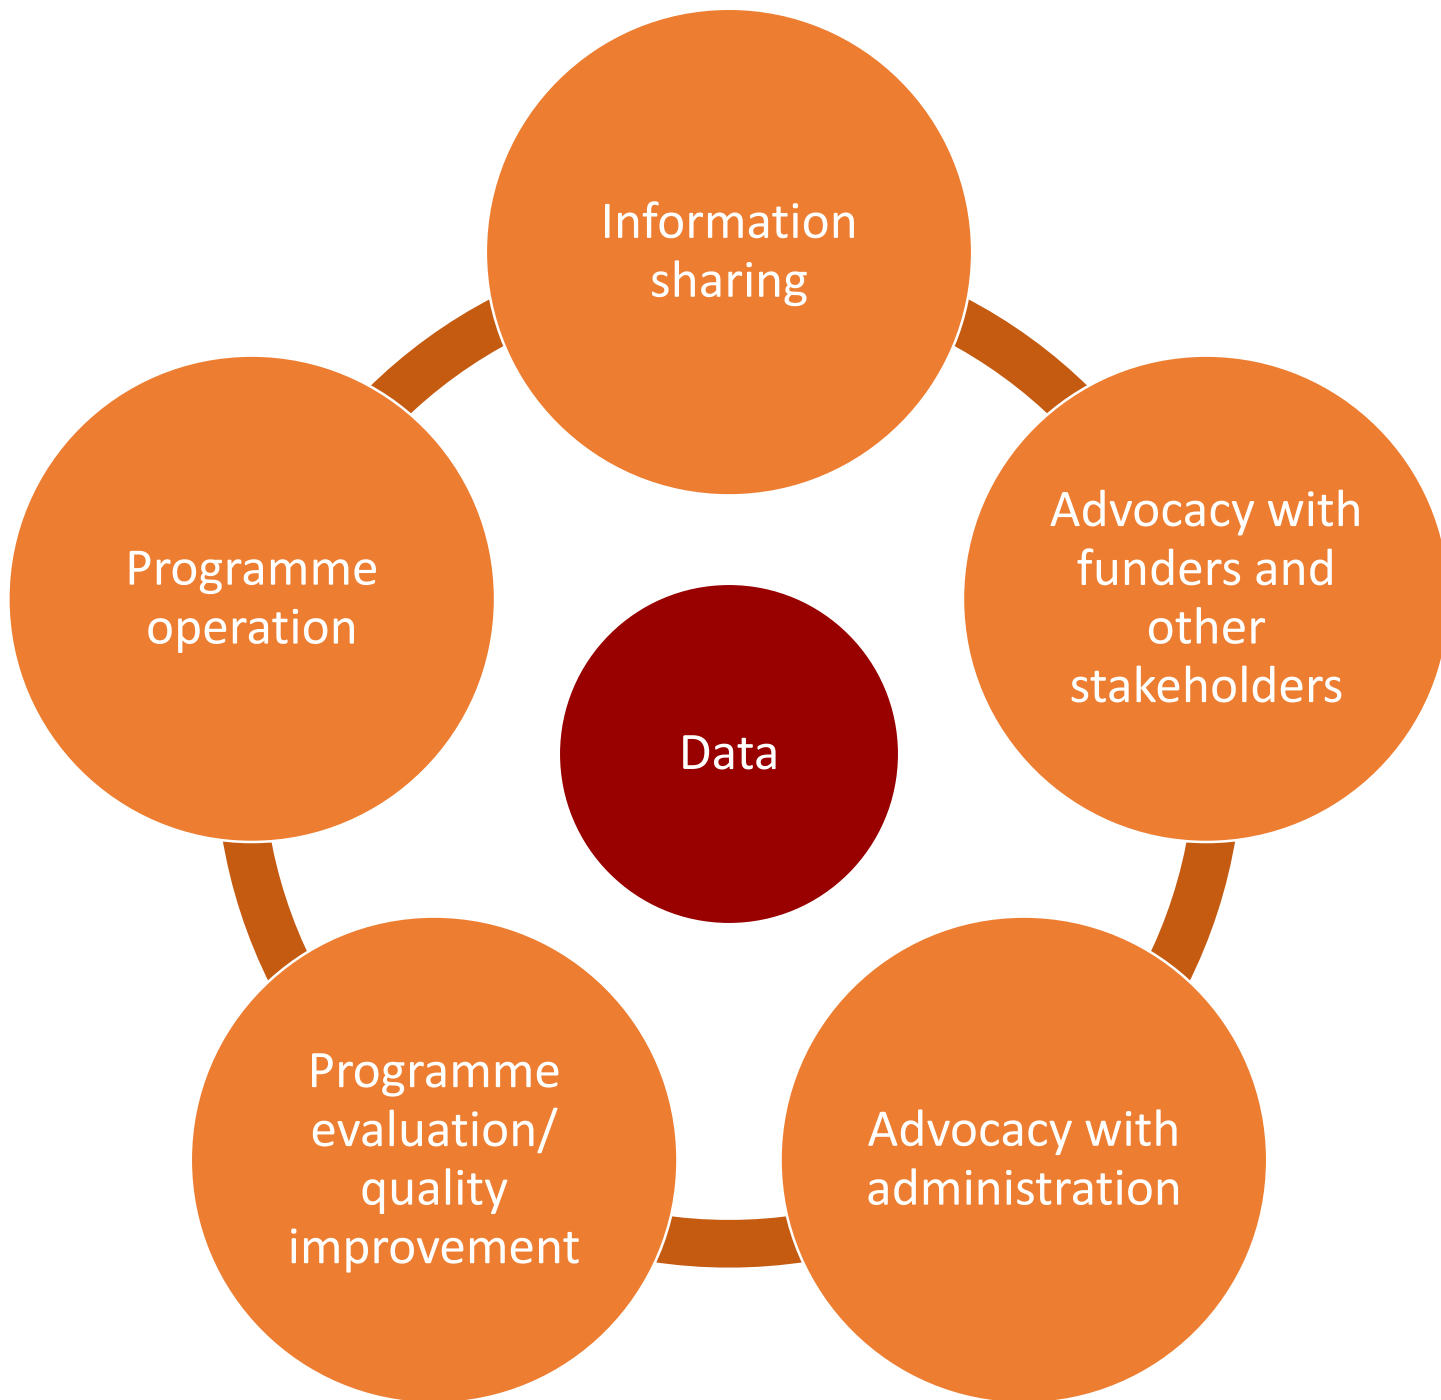 Information
sharing
Advocacy with
funders and
other
stakeholders
Programme
operation
Data
Programme
evaluation/
quality
improvement
Advocacy with
administration